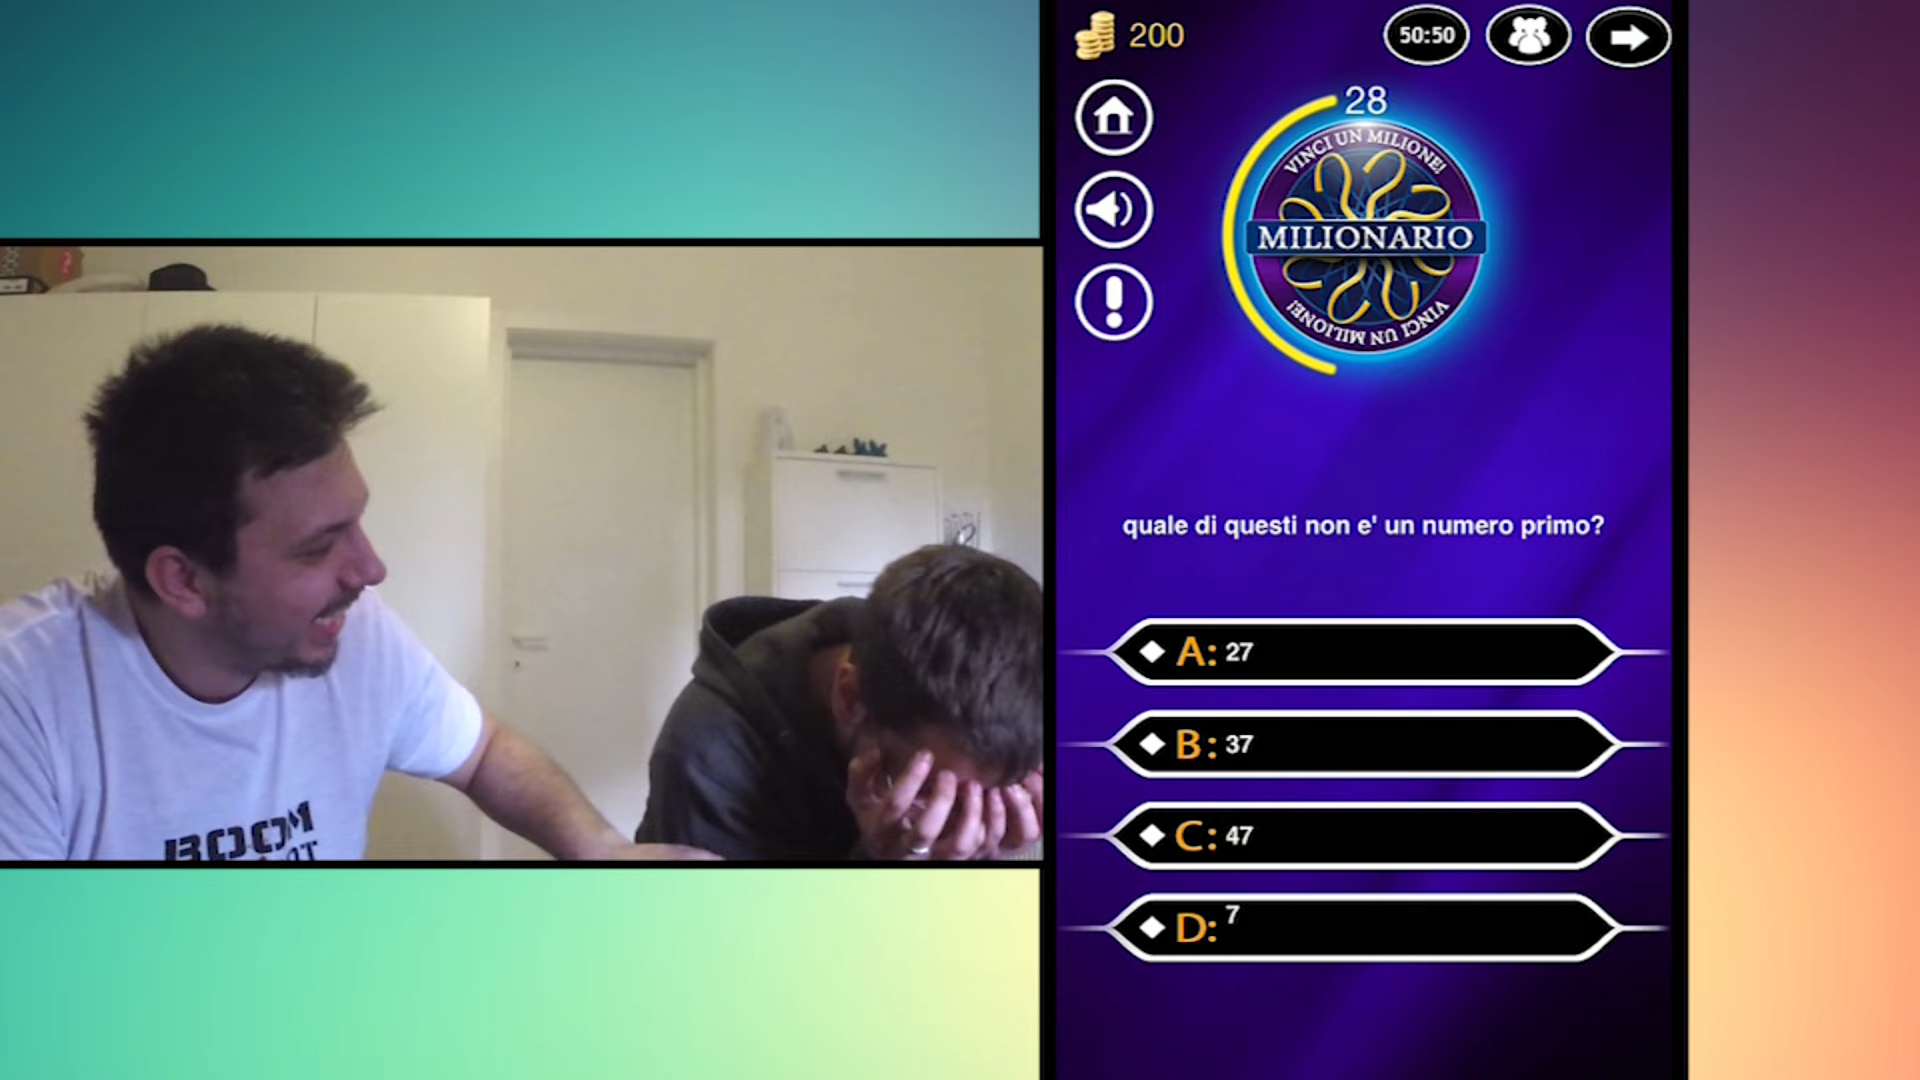 200
50:50
28
VINCI UN MILIONE!
MILIONARIO
VINCI UN MILIONE!
quale di questi non e' un numero primo?
A: 27
B: 37
C: 47
D: 7
BOOM